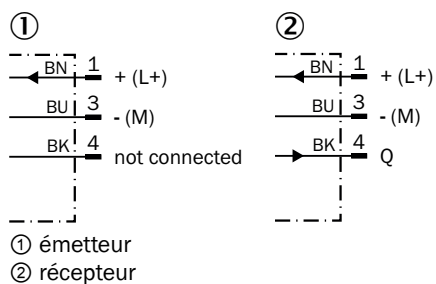 ①
BN 1 + (L+)
BU 3 - (M)
BK 4 not connected
②
BN 1 + (L+)
BU 3 - (M)
BK 4 Q
① émetteur
② récepteur